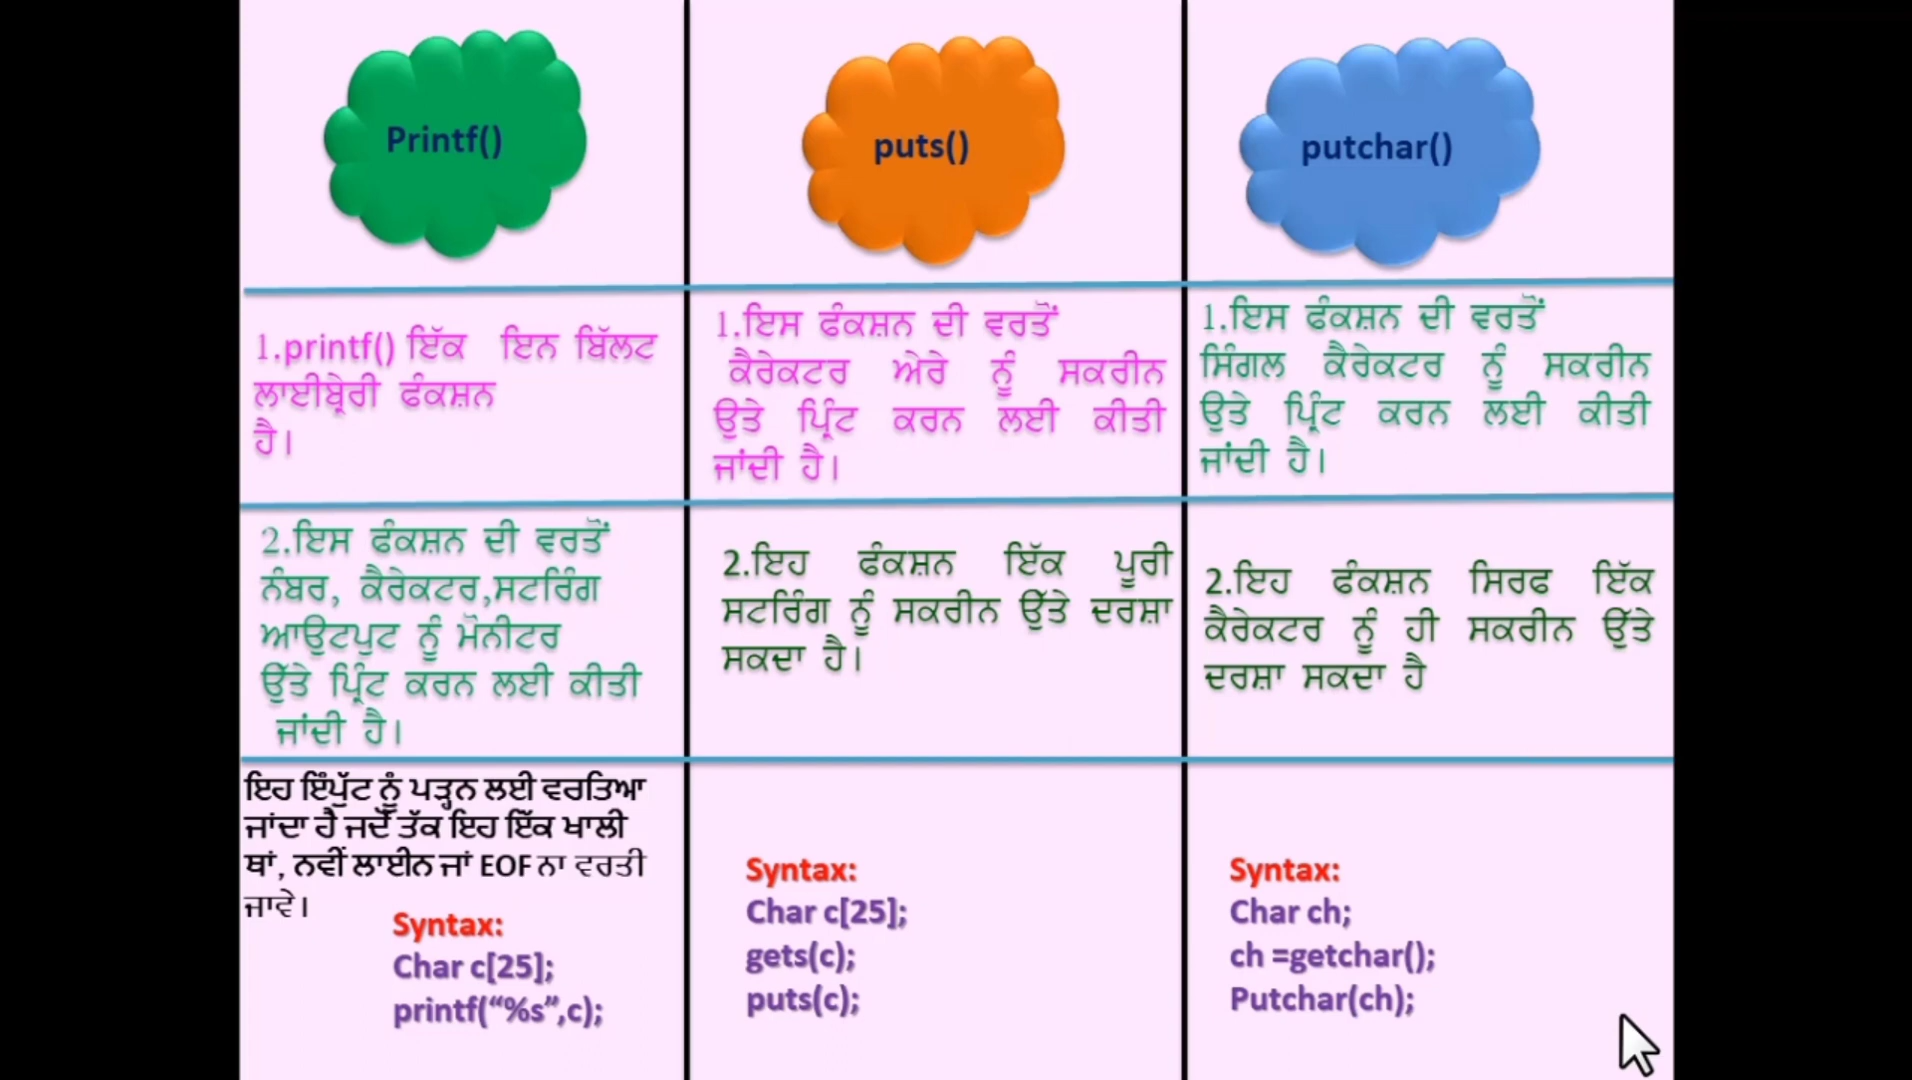 Printf()
puts()
putchar()
1.printf() ਇੱਕ ਇਨ ਬਿੱਲਟ
ਲਾਈਬ੍ਰੇਰੀ ਫੰਕਸ਼ਨ
ਹੈ।
1.ਇਸ ਫੰਕਸ਼ਨ ਦੀ ਵਰਤੋਂ
ਕੈਰੇਕਟਰ ਅੇਰੇ ਨੂੰ ਸਕਰੀਨ
ਉਤੇ ਪ੍ਰਿੰਟ ਕਰਨ ਲਈ ਕੀਤੀ
ਜਾਂਦੀ ਹੈ।
1.ਇਸ ਫੰਕਸ਼ਨ ਦੀ ਵਰਤੋਂ
ਸਿੰਗਲ ਕੈਰੇਕਟਰ ਨੂੰ ਸਕਰੀਨ
ਉਤੇ ਪ੍ਰਿੰਟ ਕਰਨ ਲਈ ਕੀਤੀ
ਜਾਂਦੀ ਹੈ।
2.ਇਸ ਫੰਕਸ਼ਨ ਦੀ ਵਰਤੋਂ
ਨੰਬਰ, ਕੈਰੇਕਟਰ,ਸਟਰਿੰਗ
ਆਉਟਪੁਟ ਨੂੰ ਮੋਨੀਟਰ
ਉੱਤੇ ਪ੍ਰਿੰਟ ਕਰਨ ਲਈ ਕੀਤੀ
ਜਾਂਦੀ ਹੈ।
2.ਇਹ ਫੰਕਸ਼ਨ ਇੱਕ ਪੂਰੀ
ਸਟਰਿੰਗ ਨੂੰ ਸਕਰੀਨ ਉੱਤੇ ਦਰਸ਼ਾ
ਸਕਦਾ ਹੈ।
2.ਇਹ ਫੰਕਸ਼ਨ ਸਿਰਫ ਇੱਕ
ਕੈਰੇਕਟਰ ਨੂੰ ਹੀ ਸਕਰੀਨ ਉੱਤੇ
ਦਰਸ਼ਾ ਸਕਦਾ ਹੈ
ਇਹ ਇੰਪੁੱਟ ਨੂੰ ਪੜ੍ਹਨ ਲਈ ਵਰਤਿਆ
ਜਾਂਦਾ ਹੈ ਜਦੋਂ ਤੱਕ ਇਹ ਇੱਕ ਖਾਲੀ
ਥਾਂ, ਨਵੀਂ ਲਾਈਨ ਜਾਂ EOF ਨਾ ਵਰਤੀ
ਜਾਵੇ।
Syntax:
Char c[25];
printf(“%s”,c);
Syntax:
Char c[25];
gets(c);
puts(c);
Syntax:
Char ch;
ch =getchar();
Putchar(ch);